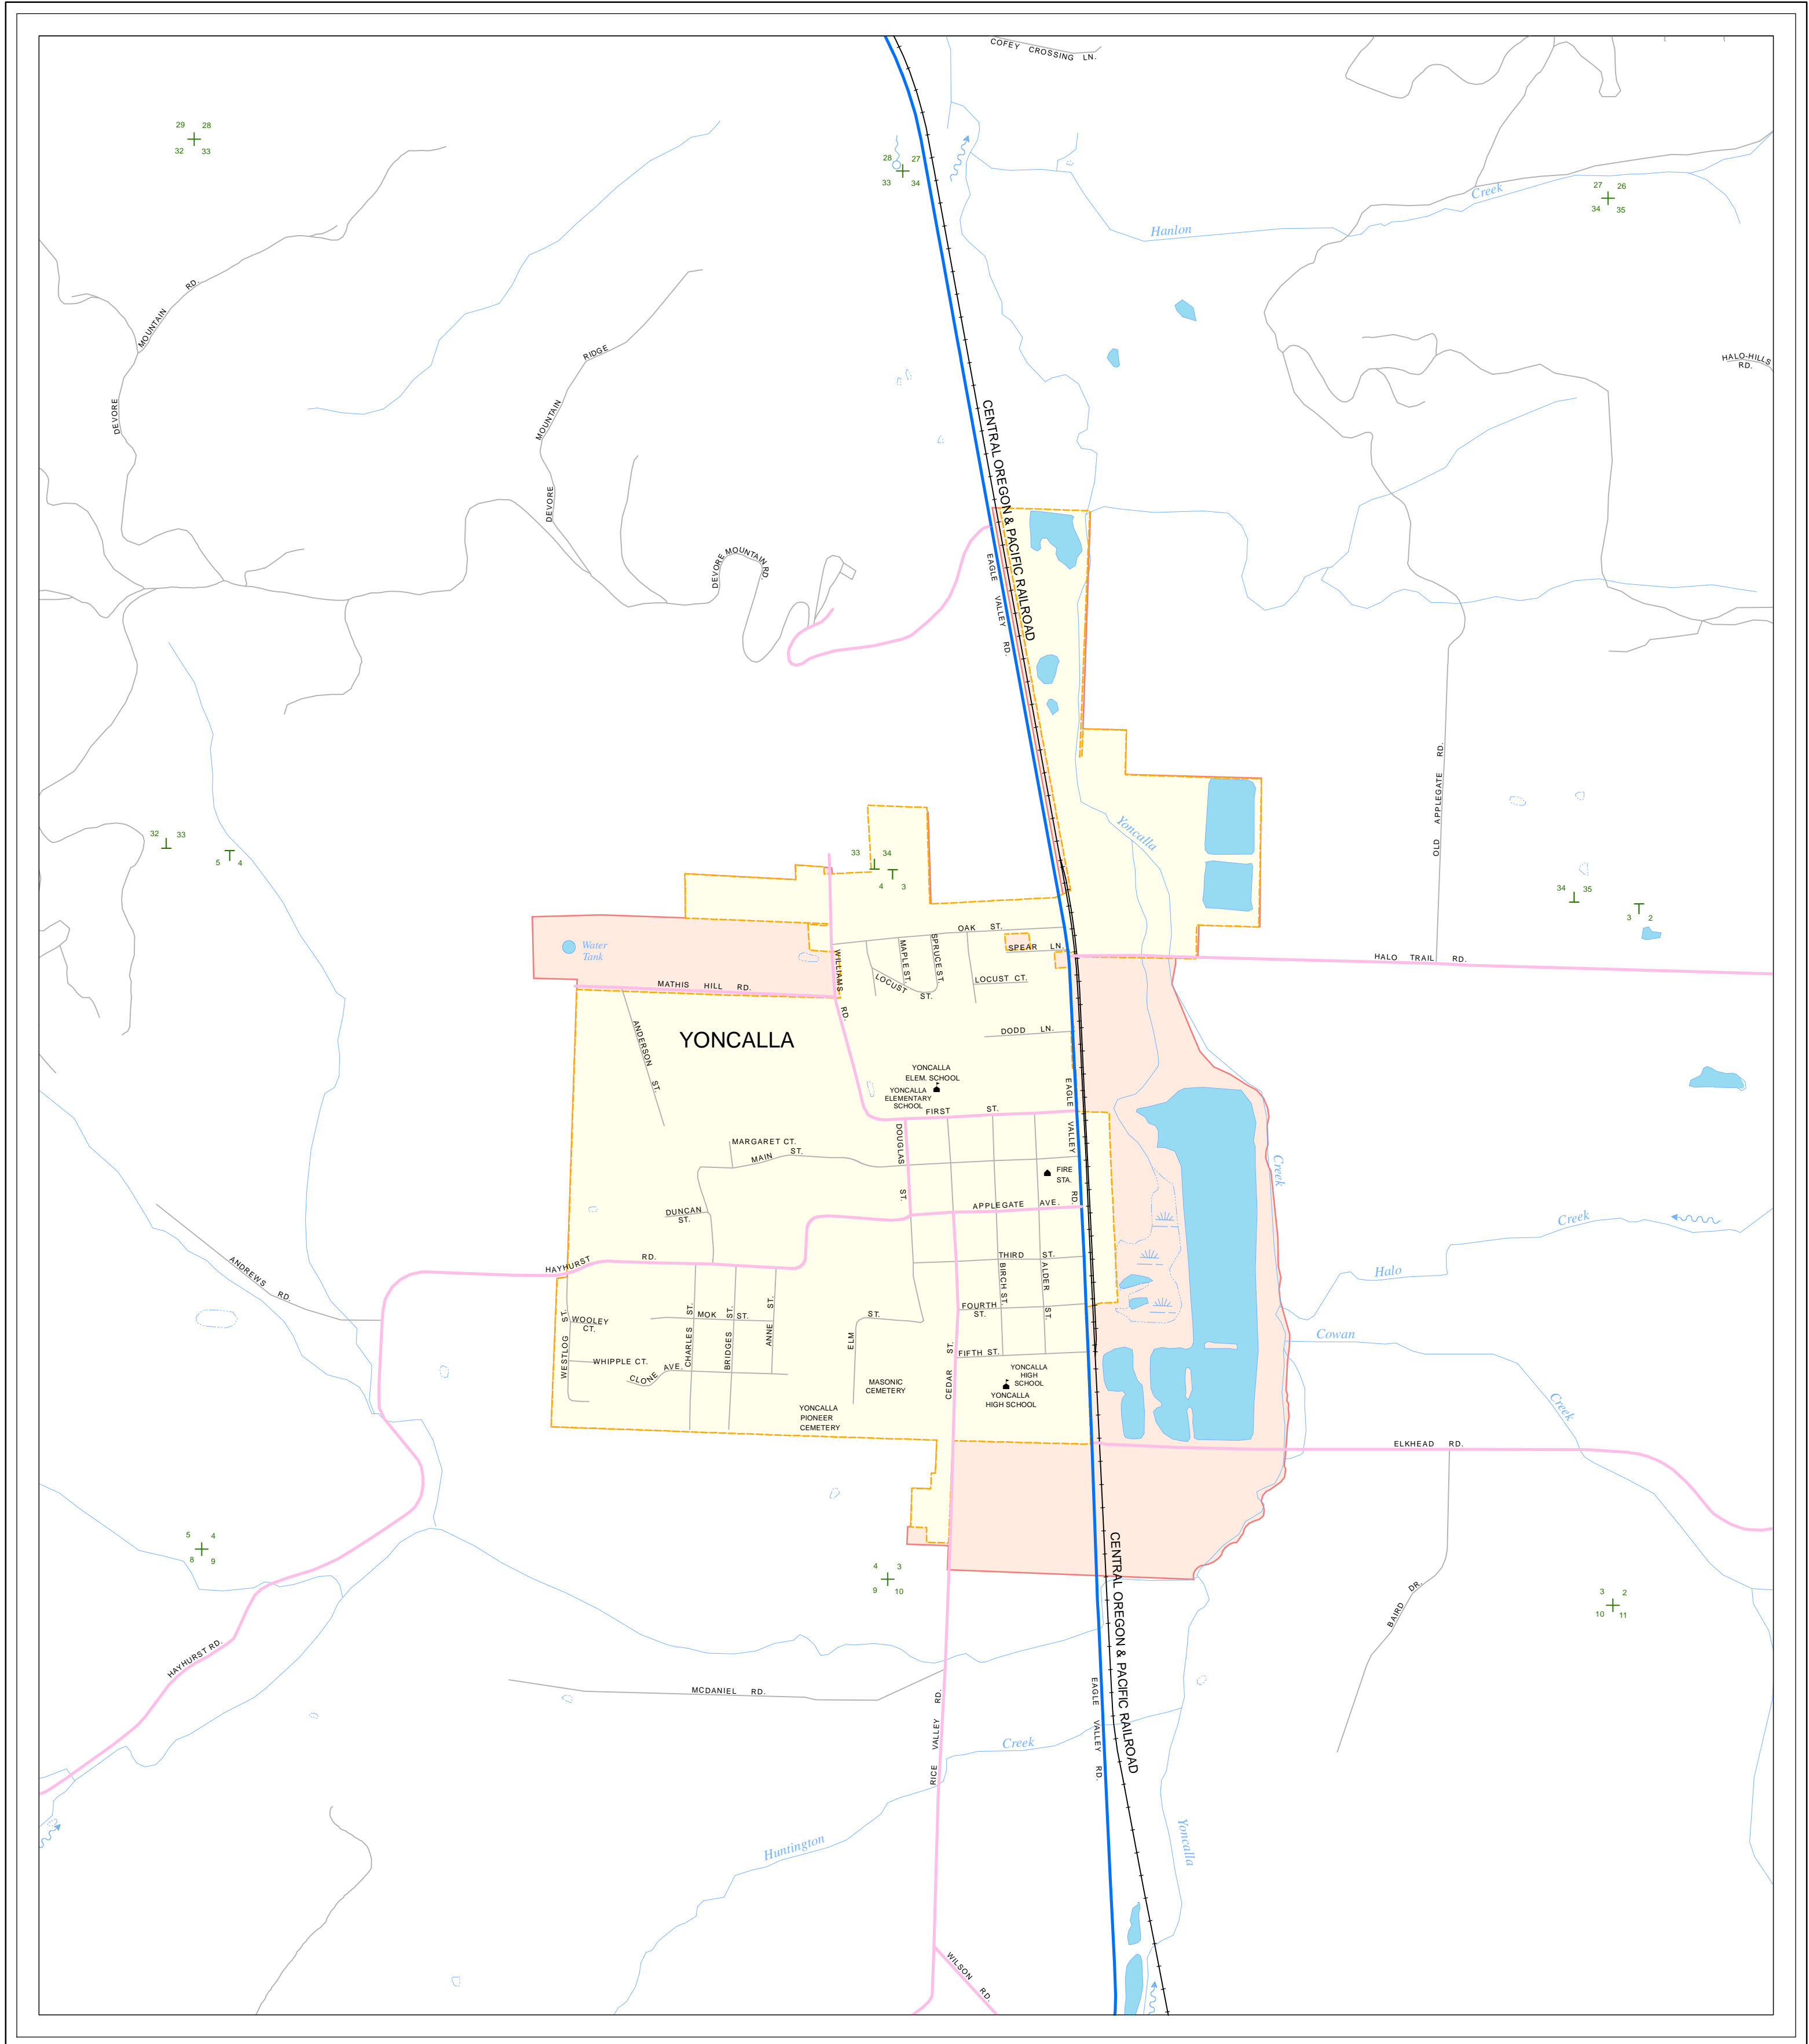 COFEY CROSSING LN.
29 28
32 33
28 27
33 34
27 26
34 35
Creek
Hanlon
MOUNTAIN RD.
DEVORE
RIDGE
MOUNTAIN
DEVORE
HALO-HILLS
RD.
CENTRAL OREGON & PACIFIC RAILROAD
DEVORE MOUNTAIN RD
EAGLE VALLEY RD.
OLD APPLEGATE RD.
Yoncalla
32 33
5 4
33 34
4 3
34 35
3 2
OAK ST.
SPEAR LN.
MAPLE ST.
SPRUCE ST.
LOCUST ST.
LOCUST CT.
Water
Tank
WILLIAMS RD.
MATHIS HILL RD.
HALO TRAIL RD.
ANDERSON ST.
YONCALLA
DODD LN.
YONCALLA
ELEM. SCHOOL
YONCALLA
ELEMENTARY
SCHOOL
FIRST ST.
EAGLE VALLEY RD.
DOUGLAS ST.
MARGARET CT.
MAIN ST.
FIRE
STA.
Creek
DUNCAN
ST.
APPLEGATE AVE.
Creek
Halo
HAYHURST RD.
THIRD ST.
BIRCH ST.
ALDER ST.
ANDREWS RD.
FOURTH
ST.
WESTLOG ST.
WOOLEY
CT.
MOK ST.
CHARLES ST.
BRIDGES ST.
ANNE ST.
ELM ST.
Cowan
Creek
WHIPPLE CT.
CLONE AVE.
CEDAR ST.
FIFTH ST.
YONCALLA
HIGH
SCHOOL
YONCALLA
HIGH SCHOOL
MASONIC
CEMETERY
YONCALLA
PIONEER
CEMETERY
ELKHEAD RD.
5 4
8 9
4 3
9 10
3 2
10 11
BAIRD DR.
CENTRAL OREGON & PACIFIC RAILROAD
HAYHURST RD.
MCDANIEL RD.
RICE VALLEY RD.
EAGLE VALLEY RD.
Creek
Huntington
Yoncalla
WILSON RD.